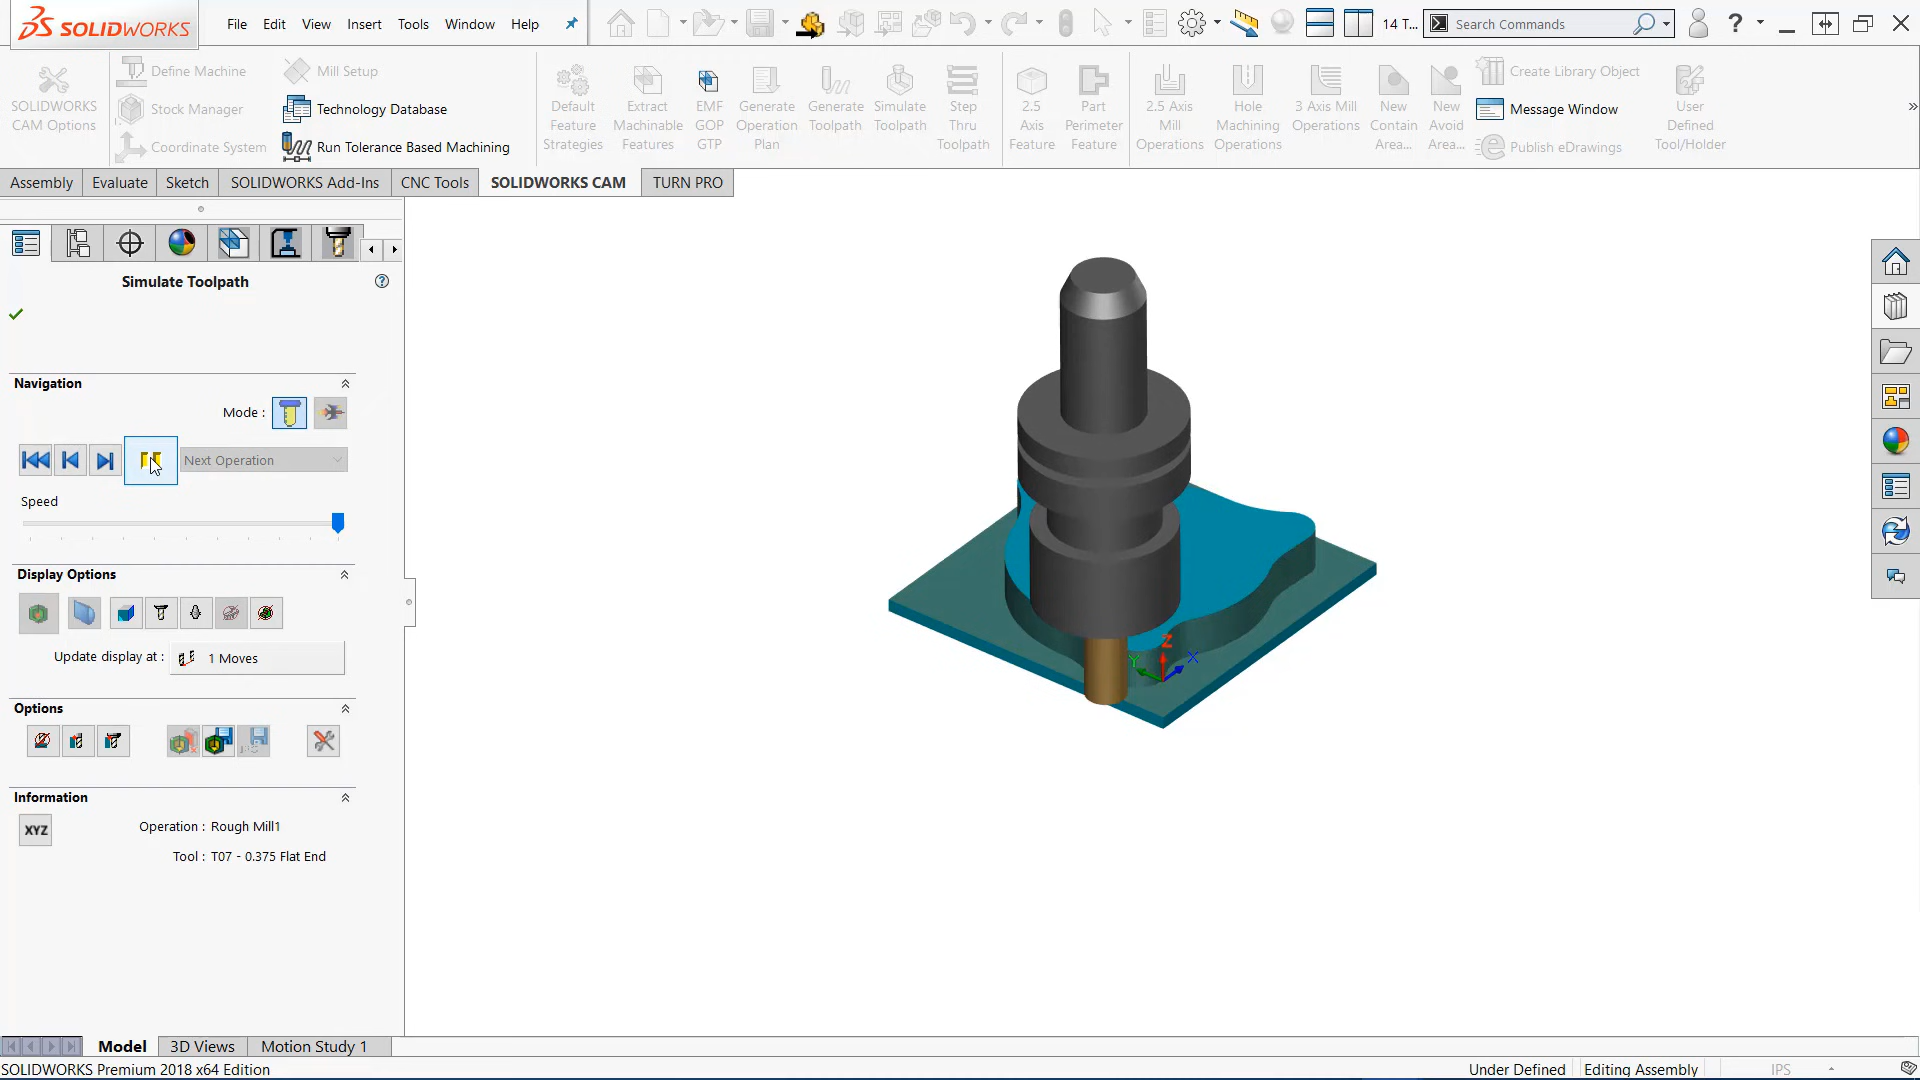 SOLIDWORKS
File Edit View Insert Tools Window Help
14 T... Search Commands
SOLIDWORKS
CAM Options
Define Machine
Stock Manager
Coordinate System
Mill Setup
Technology Database
Run Tolerance Based Machining
Default
Feature
Strategies
Extract
Machinable
Features
EMF
GOP
GTP
Generate
Operation
Plan
Generate
Toolpath
Simulate
Toolpath
Step
Thru
Toolpath
2.5
Axis
Feature
Part
Perimeter
Feature
2.5 Axis
Mill
Operations
Hole
Machining
Operations
3 Axis Mill
Operations
New
Contain
Area...
New
Avoid
Area...
Create Library Object
Message Window
Publish eDrawings
User
Defined
Tool/Holder
Assembly Evaluate Sketch SOLIDWORKS Add-Ins CNC Tools SOLIDWORKS CAM TURN PRO
Simulate Toolpath
Navigation
Mode :
Next Operation
Speed
Display Options
Update display at : 1 Moves
Options
Information
XYZ
Operation : Rough Mill1
Tool : T07 - 0.375 Flat End
Z
Y
X
Model 3D Views Motion Study 1
SOLIDWORKS Premium 2018 x64 Edition
Under Defined Editing Assembly IPS